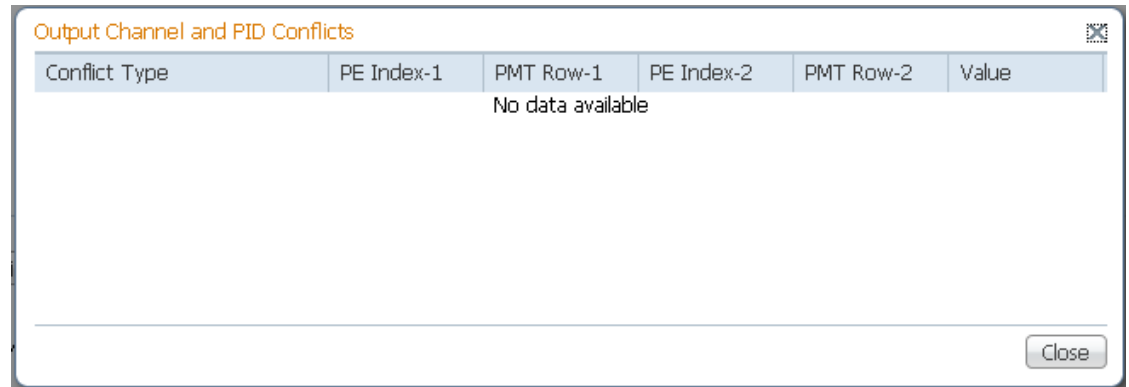 Output Channel and PID Conflicts
Conflict Type PE Index-1 PMT Row-1 PE Index-2 PMT Row-2 Value
No data available
Close